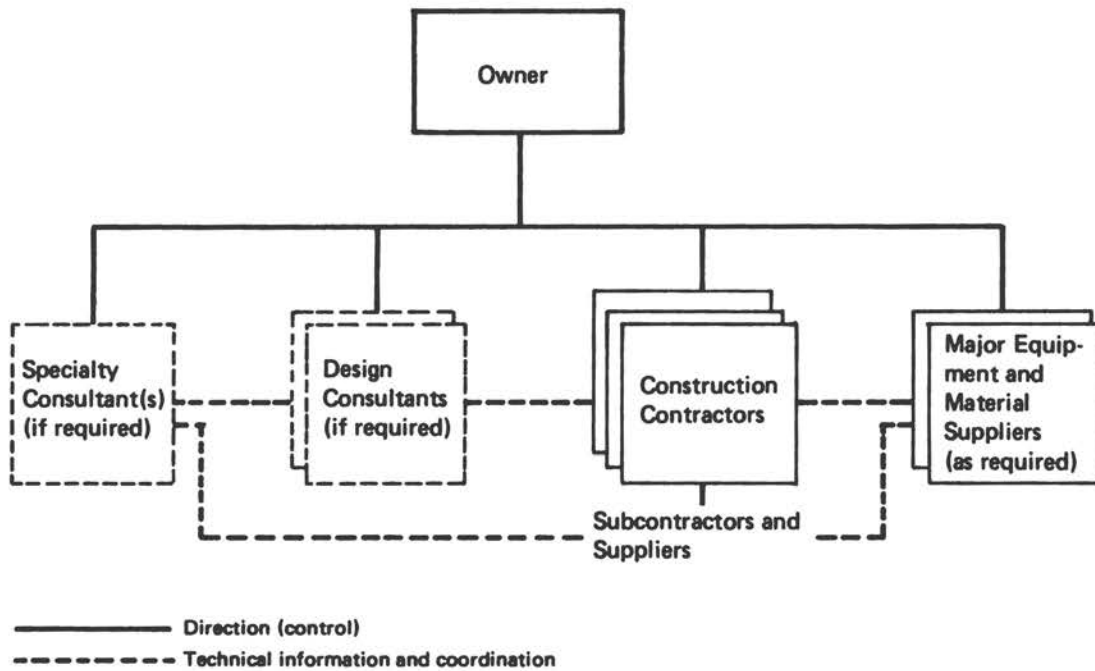 Owner
Specialty
Consultant(s)
(if required)
Design
Consultants
(if required)
Construction
Contractors
Major Equip-
ment and
Material
Suppliers
(as required)
Subcontractors and
Suppliers
Direction (control)
Technical information and coordination